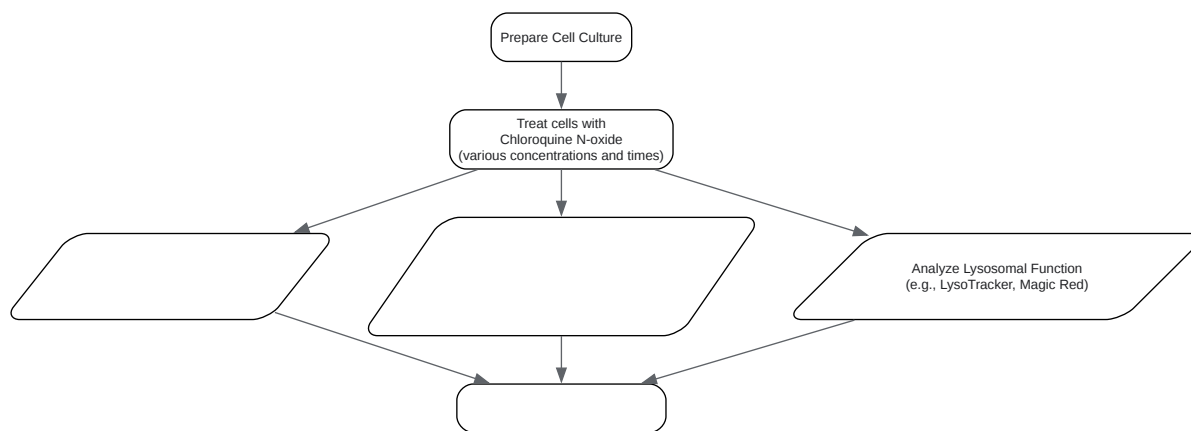 Prepare Cell Culture
Treat cells with
Chloroquine N-oxide
(various concentrations and times)
Analyze Lysosomal Function
(e.g., LysoTracker, Magic Red)